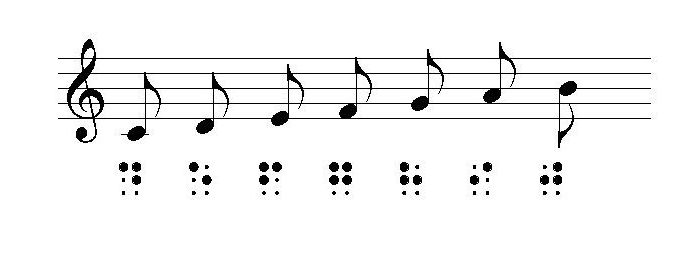 ⠙ ⠑ ⠋ ⠛ ⠓ ⠊ ⠚